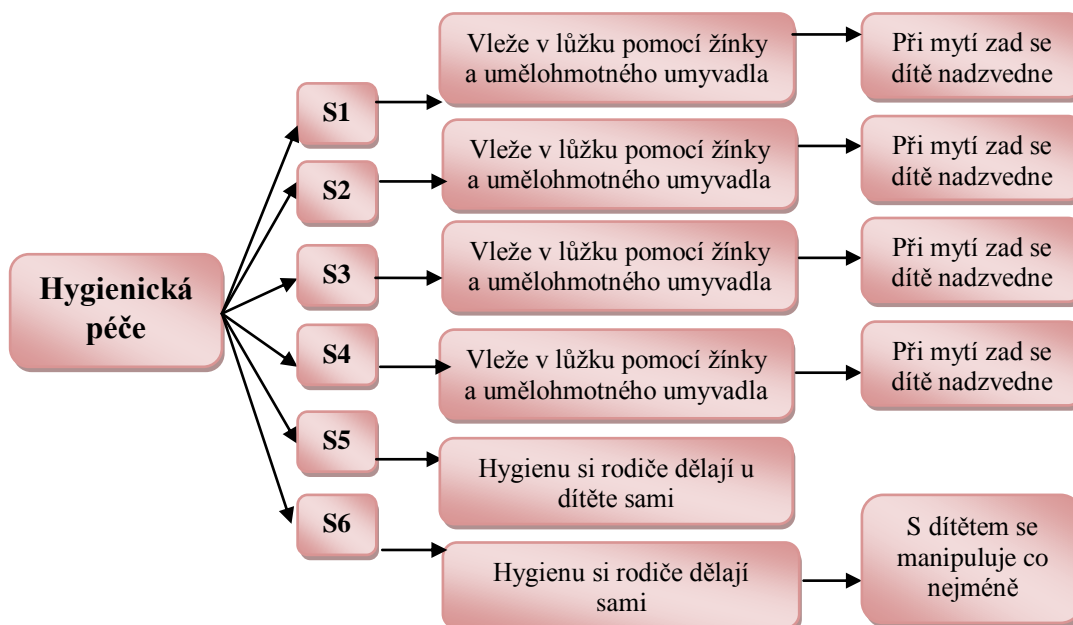 Hygienická
péče
S1
Vleže v lůžku pomocí žínky
a umělohmotného umyvadla
Při mytí zad se
dítě nadzvedne
S2
Vleže v lůžku pomocí žínky
a umělohmotného umyvadla
Při mytí zad se
dítě nadzvedne
S3
Vleže v lůžku pomocí žínky
a umělohmotného umyvadla
Při mytí zad se
dítě nadzvedne
S4
Vleže v lůžku pomocí žínky
a umělohmotného umyvadla
Při mytí zad se
dítě nadzvedne
S5
Hygienu si rodiče dělají u
dítěte sami
S6
Hygienu si rodiče dělají
sami
S dítětem se
manipuluje co
nejméně